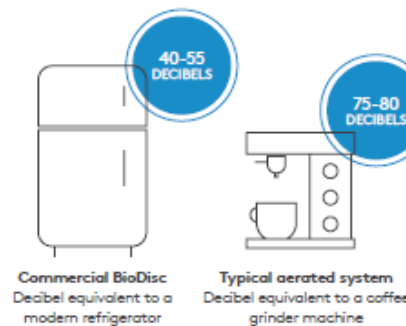 40-55
DECIBELS
75-80
DECIBELS
Commercial BioDisc
Decibel equivalent to a
modern refrigerator
Typical aerated system
Decibel equivalent to a coffee
grinder machine